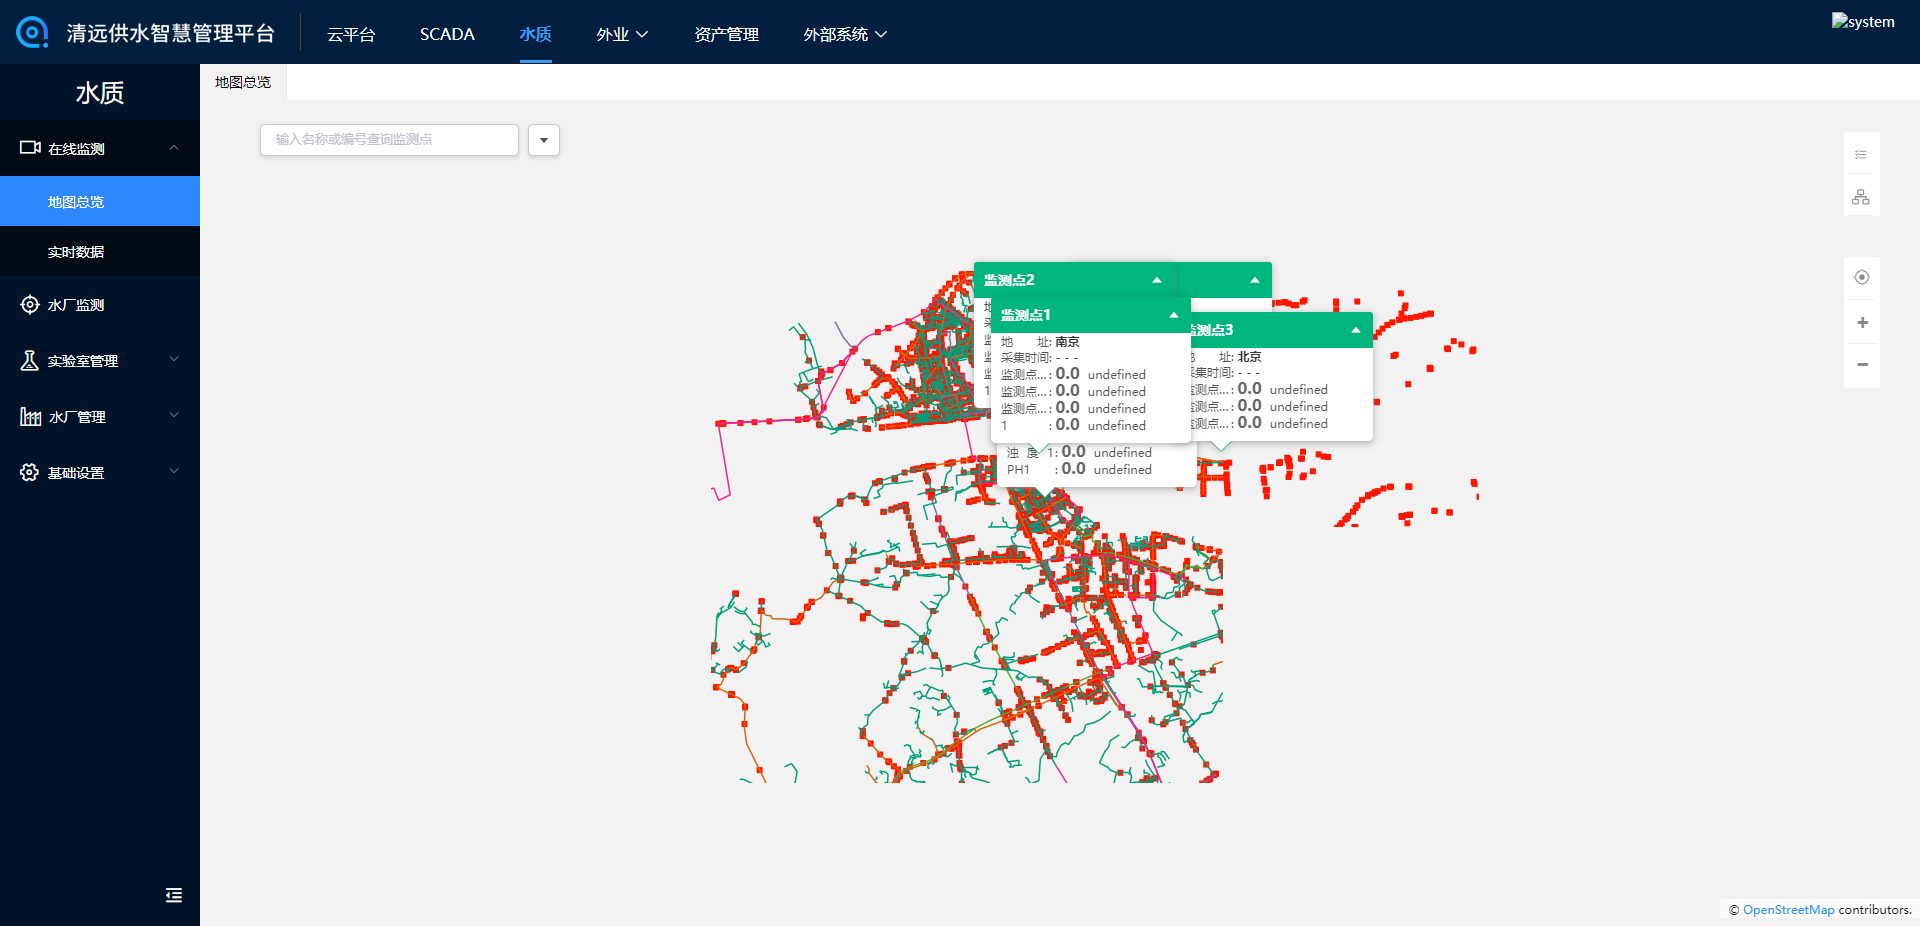 清远供水智慧管理平台
云平台
SCADA
水质
外业
资产管理
外部系统
system
水质
在线监测
地图总览
实时数据
水厂监测
实验室管理
水厂管理
基础设置
地图总览
输入名称或编号查询监测点
监测点2
监测点1
地 址: 南京
采集时间: - - -
监测点...: 0.0 undefined
监测点...: 0.0 undefined
监测点...: 0.0 undefined
1 : 0.0 undefined
监测点3
址: 北京
采集时间: - - -
监测点...: 0.0 undefined
监测点...: 0.0 undefined
监测点...: 0.0 undefined
浊 度 1: 0.0 undefined
PH1 : 0.0 undefined
© OpenStreetMap contributors.